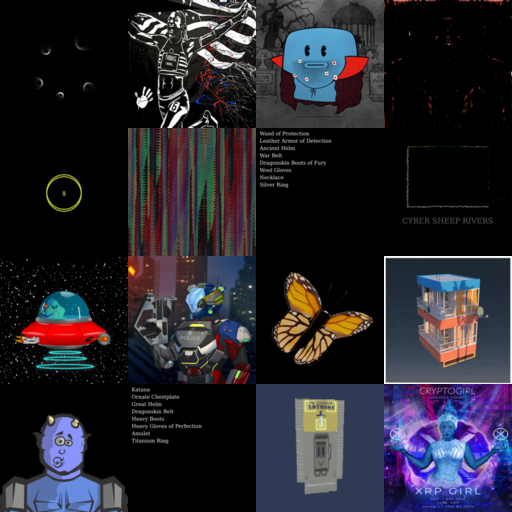 Wand of Protection
Leather Armor of Detection
Ancient Helm
War Belt
Dragonskin Boots of Fury
Wool Gloves
Necklace
Silver Ring
CYBER SHEEP RIVERS
Katana
Ornate Chestplate
Great Helm
Dragonskin Belt
Heavy Boots
Heavy Gloves of Perfection
Amulet
Titanium Ring
CRYPTOGIRL
XRP GIRL